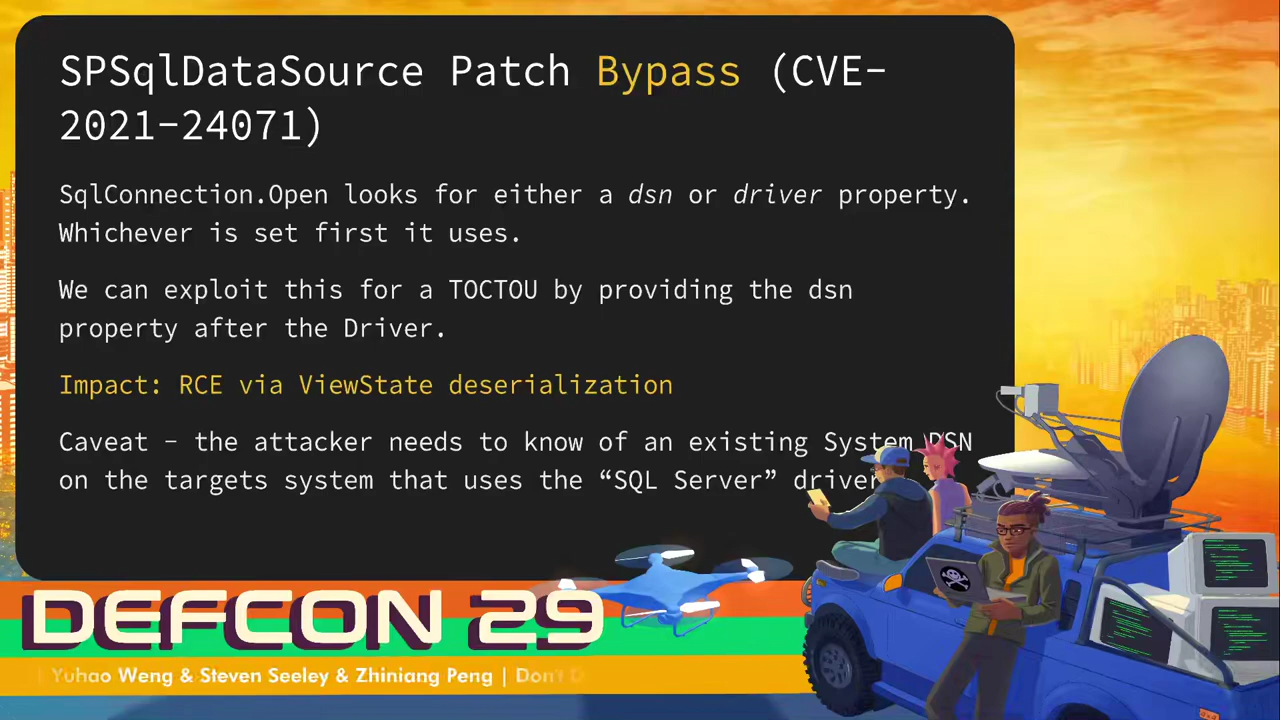 SPSqlDataSource Patch Bypass (CVE-
2021-24071)
SqlConnection.Open looks for either a dsn or driver property.
Whichever is set first it uses.
We can exploit this for a TOCTOU by providing the dsn
property after the Driver.
Impact: RCE via ViewState deserialization
Caveat - the attacker needs to know of an existing System DSN
on the targets system that uses the “SQL Server” driver
DEFCON 29
| Yuhao Weng & Steven Seeley & Zhiniang Peng | Don't D